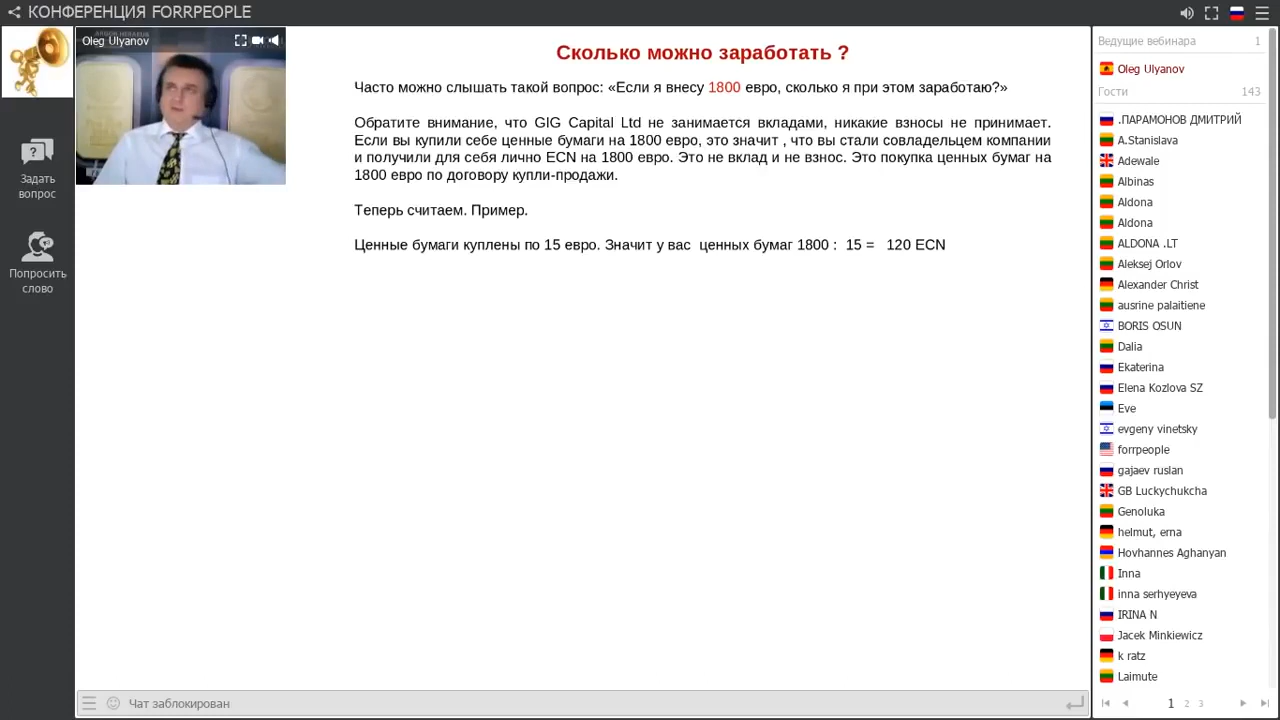 КОНФЕРЕНЦИЯ FORRPEOPLE
Oleg Ulyanov
Задать
вопрос
Попросить
слово
Сколько можно заработать ?
Часто можно слышать такой вопрос: «Если я внесу 1800 евро, сколько я при этом заработаю?»
Обратите внимание, что GIG Capital Ltd не занимается вкладами, никакие взносы не принимает.
Если вы купили себе ценные бумаги на 1800 евро, это значит , что вы стали совладельцем компании
и получили для себя лично ECN на 1800 евро. Это не вклад и не взнос. Это покупка ценных бумаг на
1800 евро по договору купли-продажи.
Теперь считаем. Пример.
Ценные бумаги куплены по 15 евро. Значит у вас ценных бумаг 1800 : 15 = 120 ECN
Чат заблокирован
Ведущие вебинара 1
Oleg Ulyanov
Гости 143
.ПАРАМОНОВ ДМИТРИЙ
A.Stanislava
Adewale
Albinas
Aldona
Aldona
ALDONA .LT
Aleksej Orlov
Alexander Christ
ausrine palaitiene
BORIS OSUN
Dalia
Ekaterina
Elena Kozlova SZ
Eve
evgeny vinetsky
forrpeople
gajaev ruslan
GB Luckychukcha
Genoluka
helmut, erna
Hovhannes Aghanyan
Inna
inna serhyeyeva
IRINA N
Jacek Minkiewicz
k ratz
Laimute
1 2 3